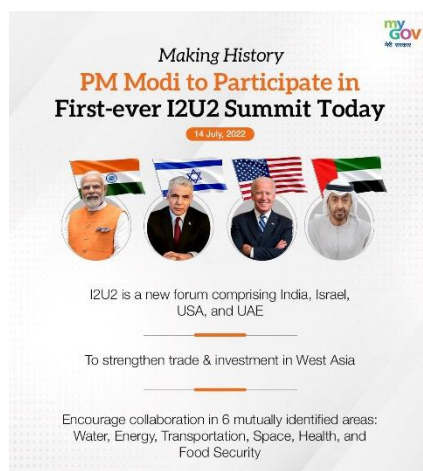 my
GOV
मेरी सरकार
Making History
PM Modi to Participate in
First-ever I2U2 Summit Today
14 July, 2022
I2U2 is a new forum comprising India, Israel,
USA, and UAE
To strengthen trade & investment in West Asia
Encourage collaboration in 6 mutually identified areas:
Water, Energy, Transportation, Space, Health, and
Food Security